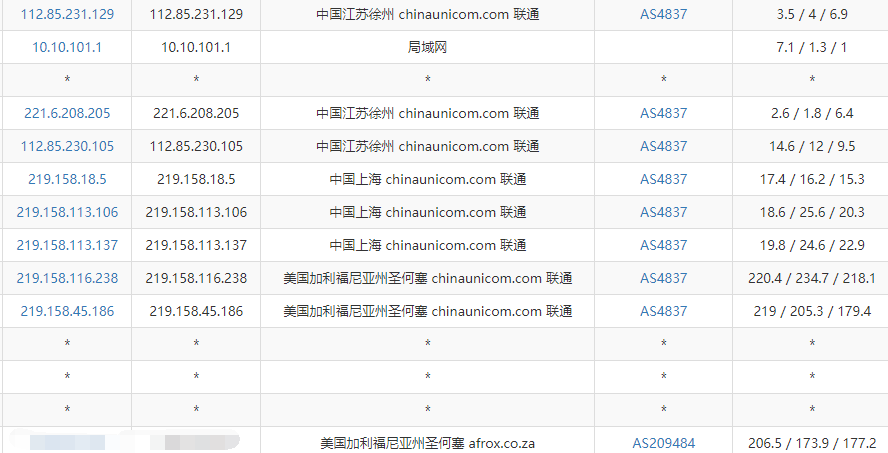 112.85.231.129 112.85.231.129 中国江苏徐州 chinaunicom.com 联通 AS4837 3.5 / 4 / 6.9
10.10.101.1 10.10.101.1 局域网 7.1 / 1.3 / 1
* * * * *
221.6.208.205 221.6.208.205 中国江苏徐州 chinaunicom.com 联通 AS4837 2.6 / 1.8 / 6.4
112.85.230.105 112.85.230.105 中国江苏徐州 chinaunicom.com 联通 AS4837 14.6 / 12 / 9.5
219.158.18.5 219.158.18.5 中国上海 chinaunicom.com 联通 AS4837 17.4 / 16.2 / 15.3
219.158.113.106 219.158.113.106 中国上海 chinaunicom.com 联通 AS4837 18.6 / 25.6 / 20.3
219.158.113.137 219.158.113.137 中国上海 chinaunicom.com 联通 AS4837 19.8 / 24.6 / 22.9
219.158.116.238 219.158.116.238 美国加利福尼亚州圣何塞 chinaunicom.com 联通 AS4837 220.4 / 234.7 / 218.1
219.158.45.186 219.158.45.186 美国加利福尼亚州圣何塞 chinaunicom.com 联通 AS4837 219 / 205.3 / 179.4
* * * * *
* * * * *
* * * * *
美国加利福尼亚州圣何塞 afrox.co.za AS209484 206.5 / 173.9 / 177.2